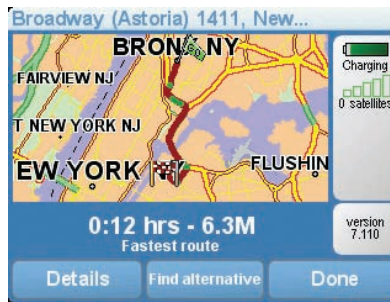 Broadway (Astoria) 1411, New...
BRONX, NY
FAIRVIEW NJ
T NEW YORK NJ
EW YORK
FLUSHIN
Charging
0 satellites
0:12 hrs - 6.3M
Fastest route
version
7.110
Details
Find alternative
Done